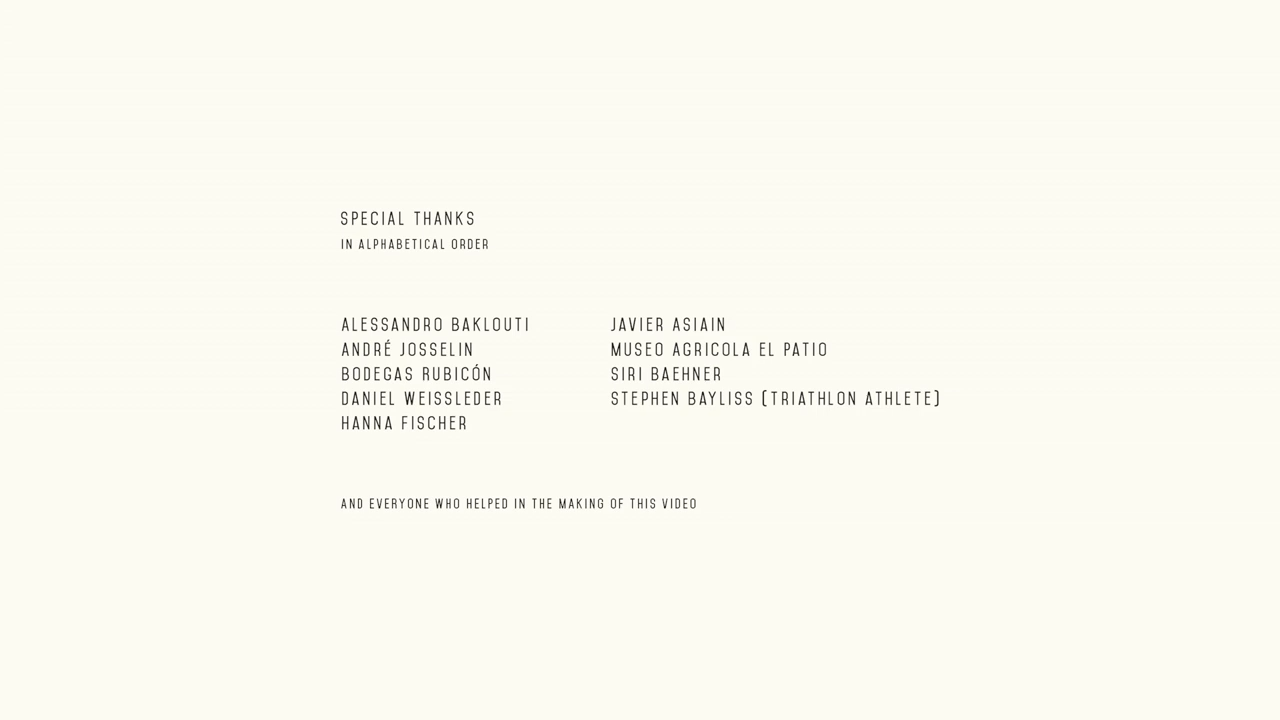 SPECIAL THANKS
IN ALPHABETICAL ORDER
ALESSANDRO BAKLOUTI
ANDRÉ JOSSELIN
BODEGAS RUBICÓN
DANIEL WEISSLEDER
HANNA FISCHER
JAVIER ASIAIN
MUSEO AGRICOLA EL PATIO
SIRI BAEHNER
STEPHEN BAYLISS (TRIATHLON ATHLETE)
AND EVERYONE WHO HELPED IN THE MAKING OF THIS VIDEO